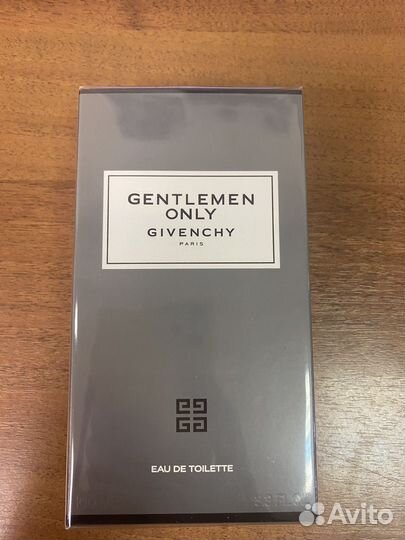 GENTLEMEN
ONLY
GIVENCHY
PARIS
EAU DE TOILETTE
Avito